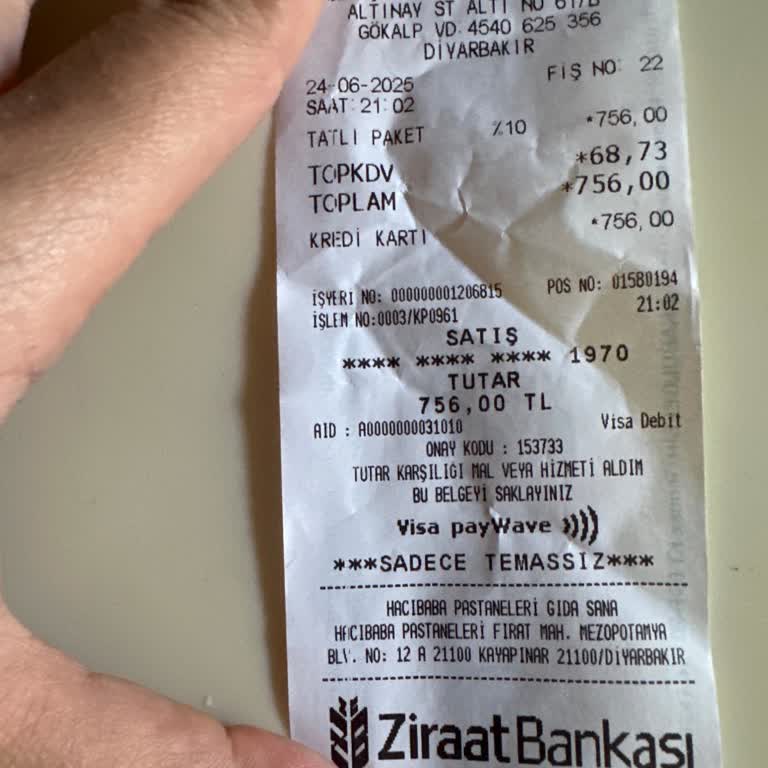 ALTINAY ST ALTI NO 61/B
GÖKALP VD. 4540 625 356
DİYARBAKIR
24-06-2025 FİŞ NO: 22
SAAT: 21:02
TATLI PAKET %10 *756,00
TOPKDV *68,73
TOPLAM *756,00
KREDİ KARTI *756,00
İŞYERİ NO: 000000001206815 POS NO: 01580194
İŞLEM NO:0003/KP0961 21:02
SATIŞ
**** **** **** 1970
TUTAR
756,00 TL
AID : A0000000031010 Visa Debit
ONAY KODU : 153733
TUTAR KARŞILIĞI MAL VEYA HİZMETİ ALDIM
BU BELGEYİ SAKLAYINIZ
Visa payWave
***SADECE TEMASSIZ***
HACIBABA PASTANELERİ GIDA SANA
HACIBABA PASTANELERİ FIRAT MAH. MEZOPOTAMYA
BLV. NO: 12 A 21100 KAYAPINAR 21100/DİYARBAKIR
Ziraat Bankası